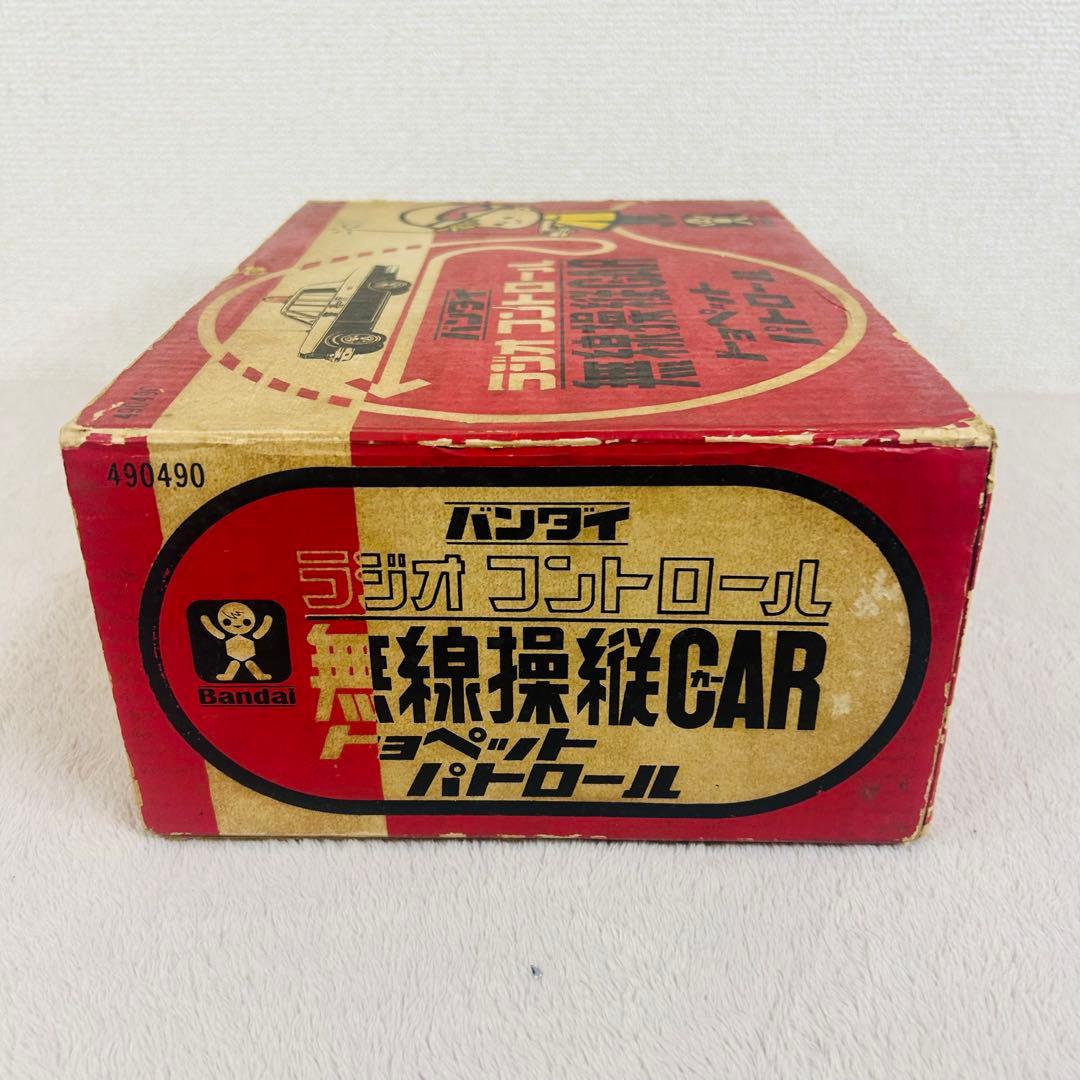 バンダイ
ラジオ コントロール
無線操縦CAR
トヨペット
パトロール
490490
490490
バンダイ
ラジオ コントロール
無線操縦CAR
カー
トヨペット
パトロール
Bandai